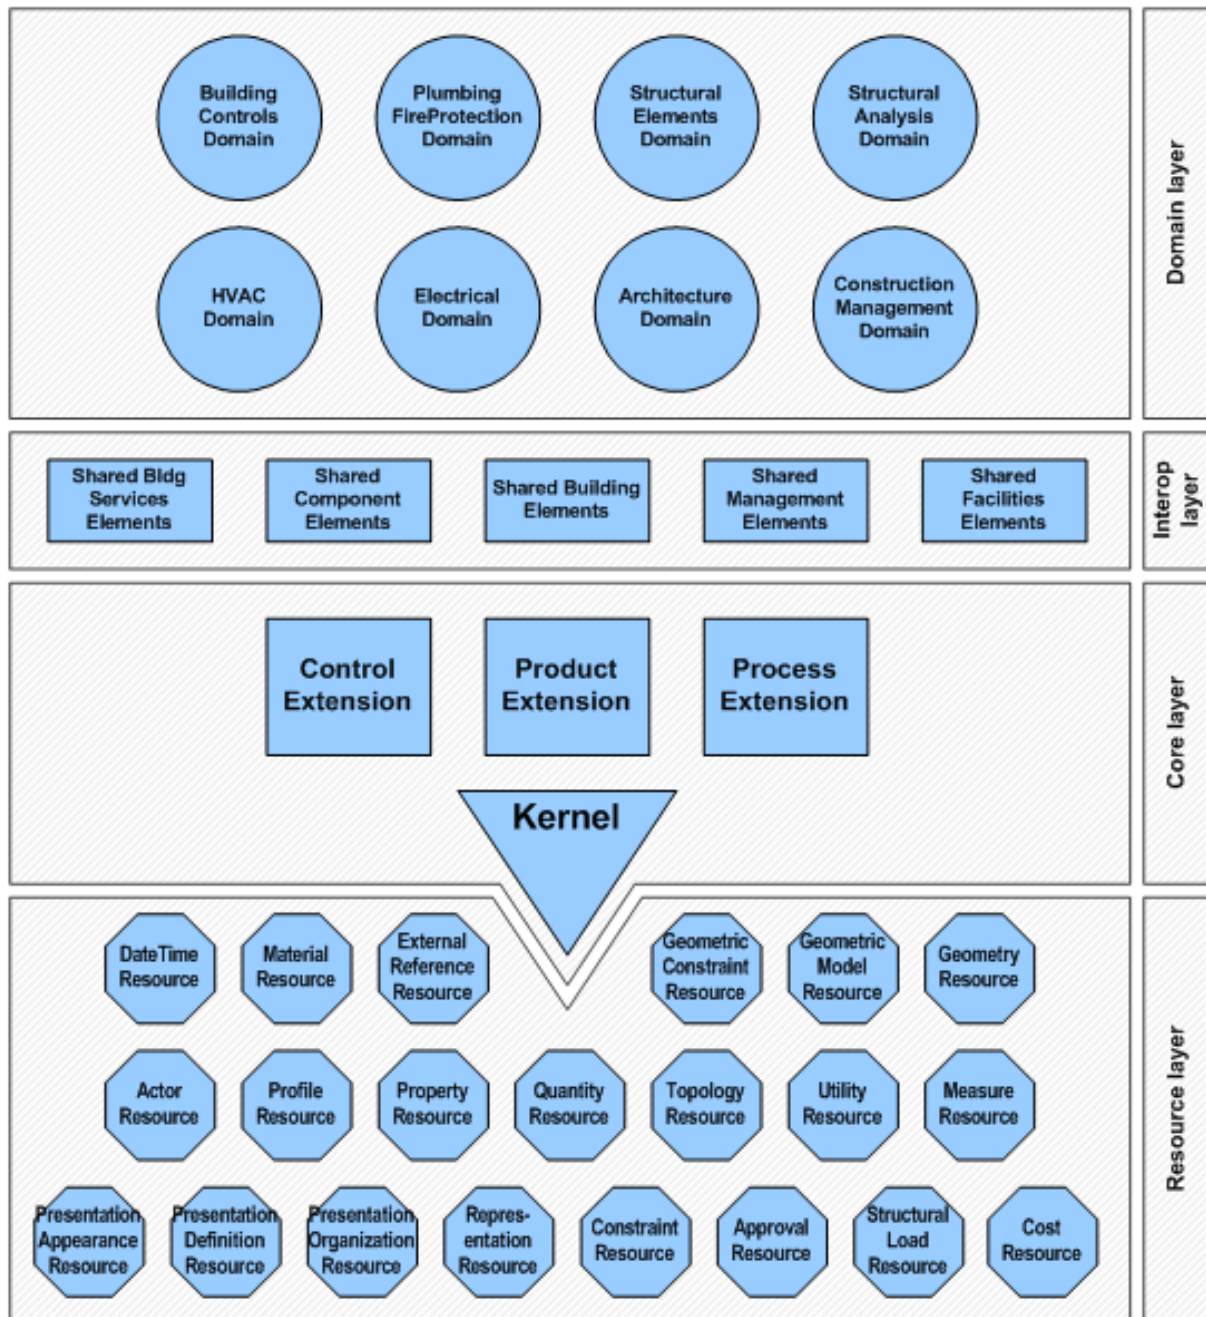 Building
Controls
Domain
Plumbing
FireProtection
Domain
Structural
Elements
Domain
Structural
Analysis
Domain
HVAC
Domain
Electrical
Domain
Architecture
Domain
Construction
Management
Domain
Domain layer
Shared Bldg
Services
Elements
Shared
Component
Elements
Shared Building
Elements
Shared
Management
Elements
Shared
Facilities
Elements
Interop
layer
Control
Extension
Product
Extension
Process
Extension
Kernel
Core layer
DateTime
Resource
Material
Resource
External
Reference
Resource
Geometric
Constraint
Resource
Geometric
Model
Resource
Geometry
Resource
Actor
Resource
Profile
Resource
Property
Resource
Quantity
Resource
Topology
Resource
Utility
Resource
Measure
Resource
Presentation
Appearance
Resource
Presentation
Definition
Resource
Presentation
Organization
Resource
Repres-
entation
Resource
Constraint
Resource
Approval
Resource
Structural
Load
Resource
Cost
Resource
Resource layer